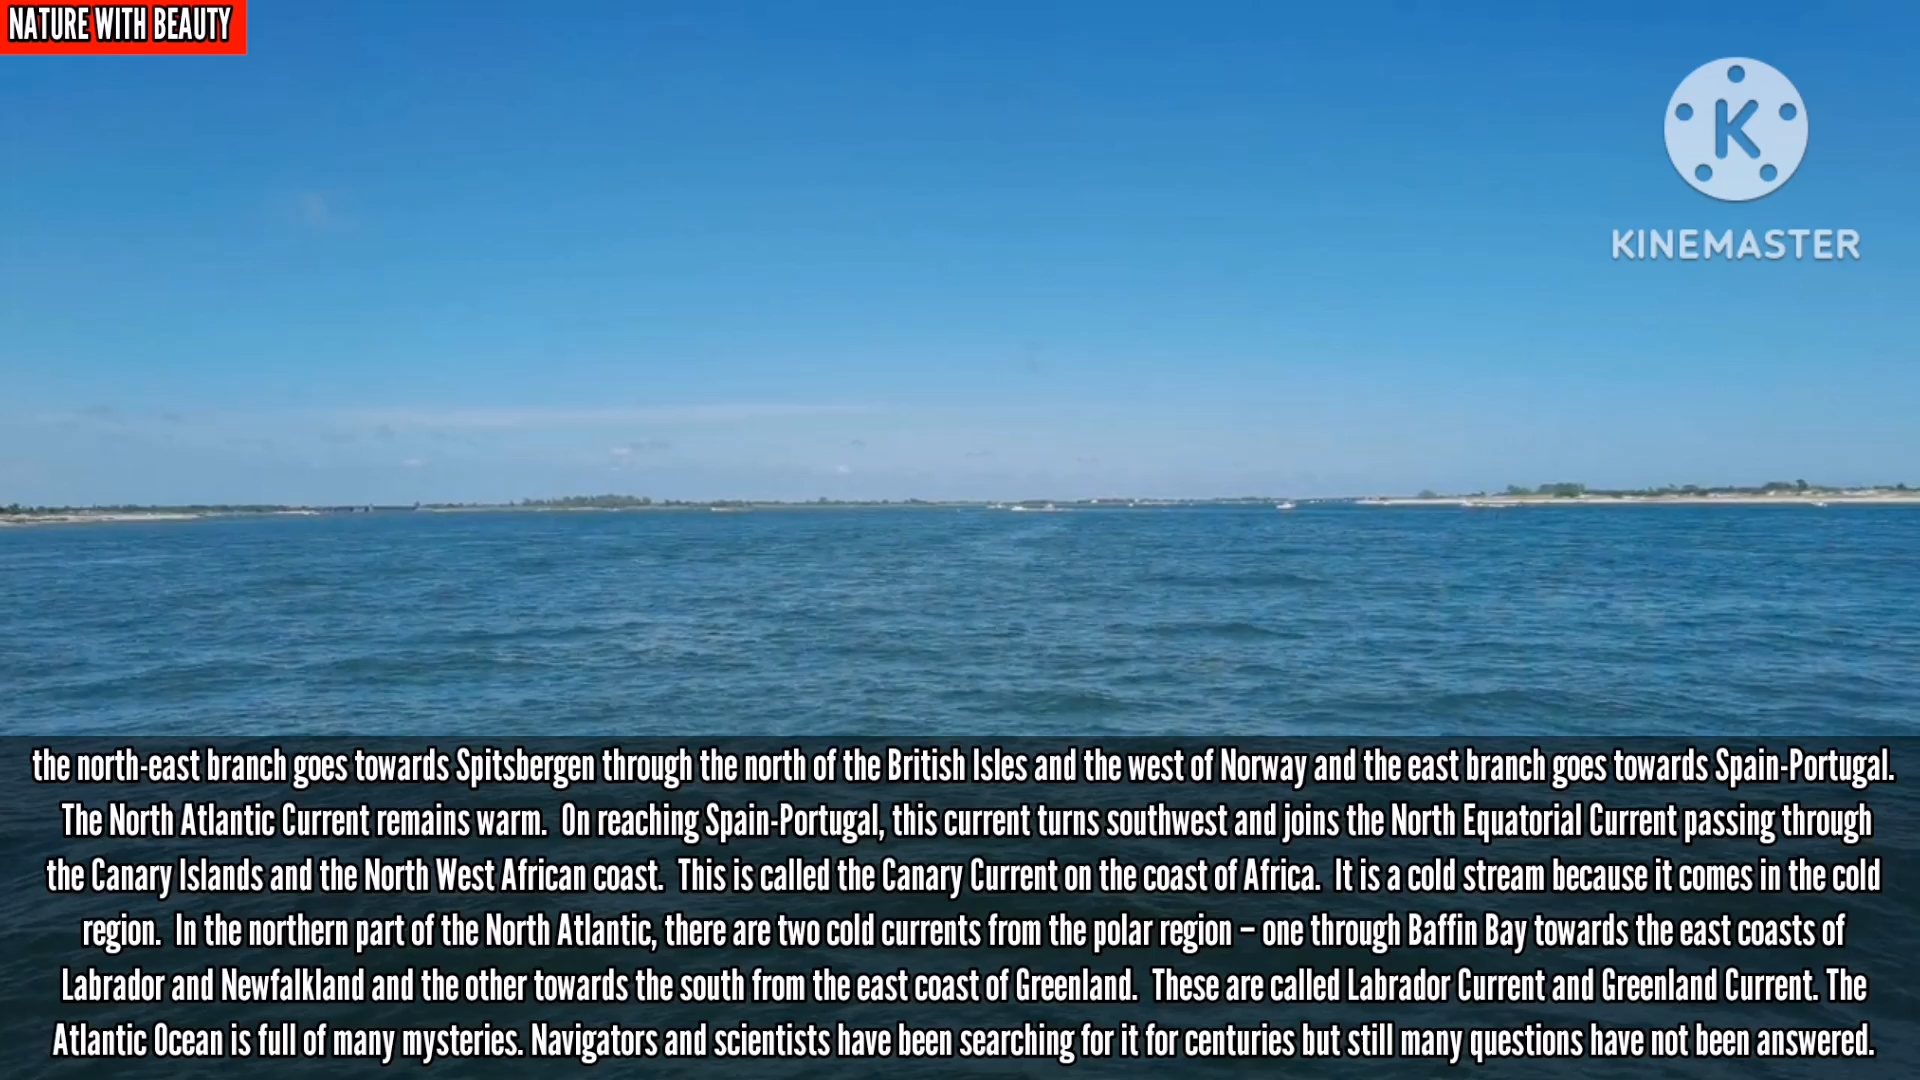 NATURE WITH BEAUTY
K
KINEMASTER
the north-east branch goes towards Spitsbergen through the north of the British Isles and the west of Norway and the east branch goes towards Spain-Portugal.
The North Atlantic Current remains warm. On reaching Spain-Portugal, this current turns southwest and joins the North Equatorial Current passing through
the Canary Islands and the North West African coast. This is called the Canary Current on the coast of Africa. It is a cold stream because it comes in the cold
region. In the northern part of the North Atlantic, there are two cold currents from the polar region – one through Baffin Bay towards the east coasts of
Labrador and Newfalkland and the other towards the south from the east coast of Greenland. These are called Labrador Current and Greenland Current. The
Atlantic Ocean is full of many mysteries. Navigators and scientists have been searching for it for centuries but still many questions have not been answered.